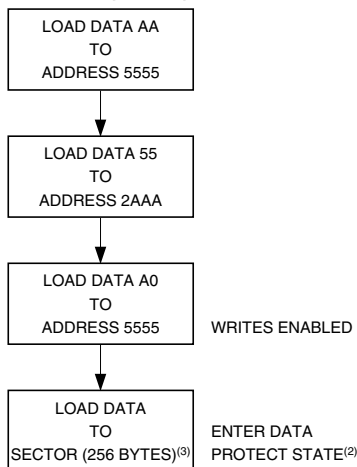 LOAD DATA AA
TO
ADDRESS 5555
LOAD DATA 55
TO
ADDRESS 2AAA
LOAD DATA A0
TO
ADDRESS 5555
WRITES ENABLED
LOAD DATA
TO
SECTOR (256 BYTES)(3)
ENTER DATA
PROTECT STATE(2)